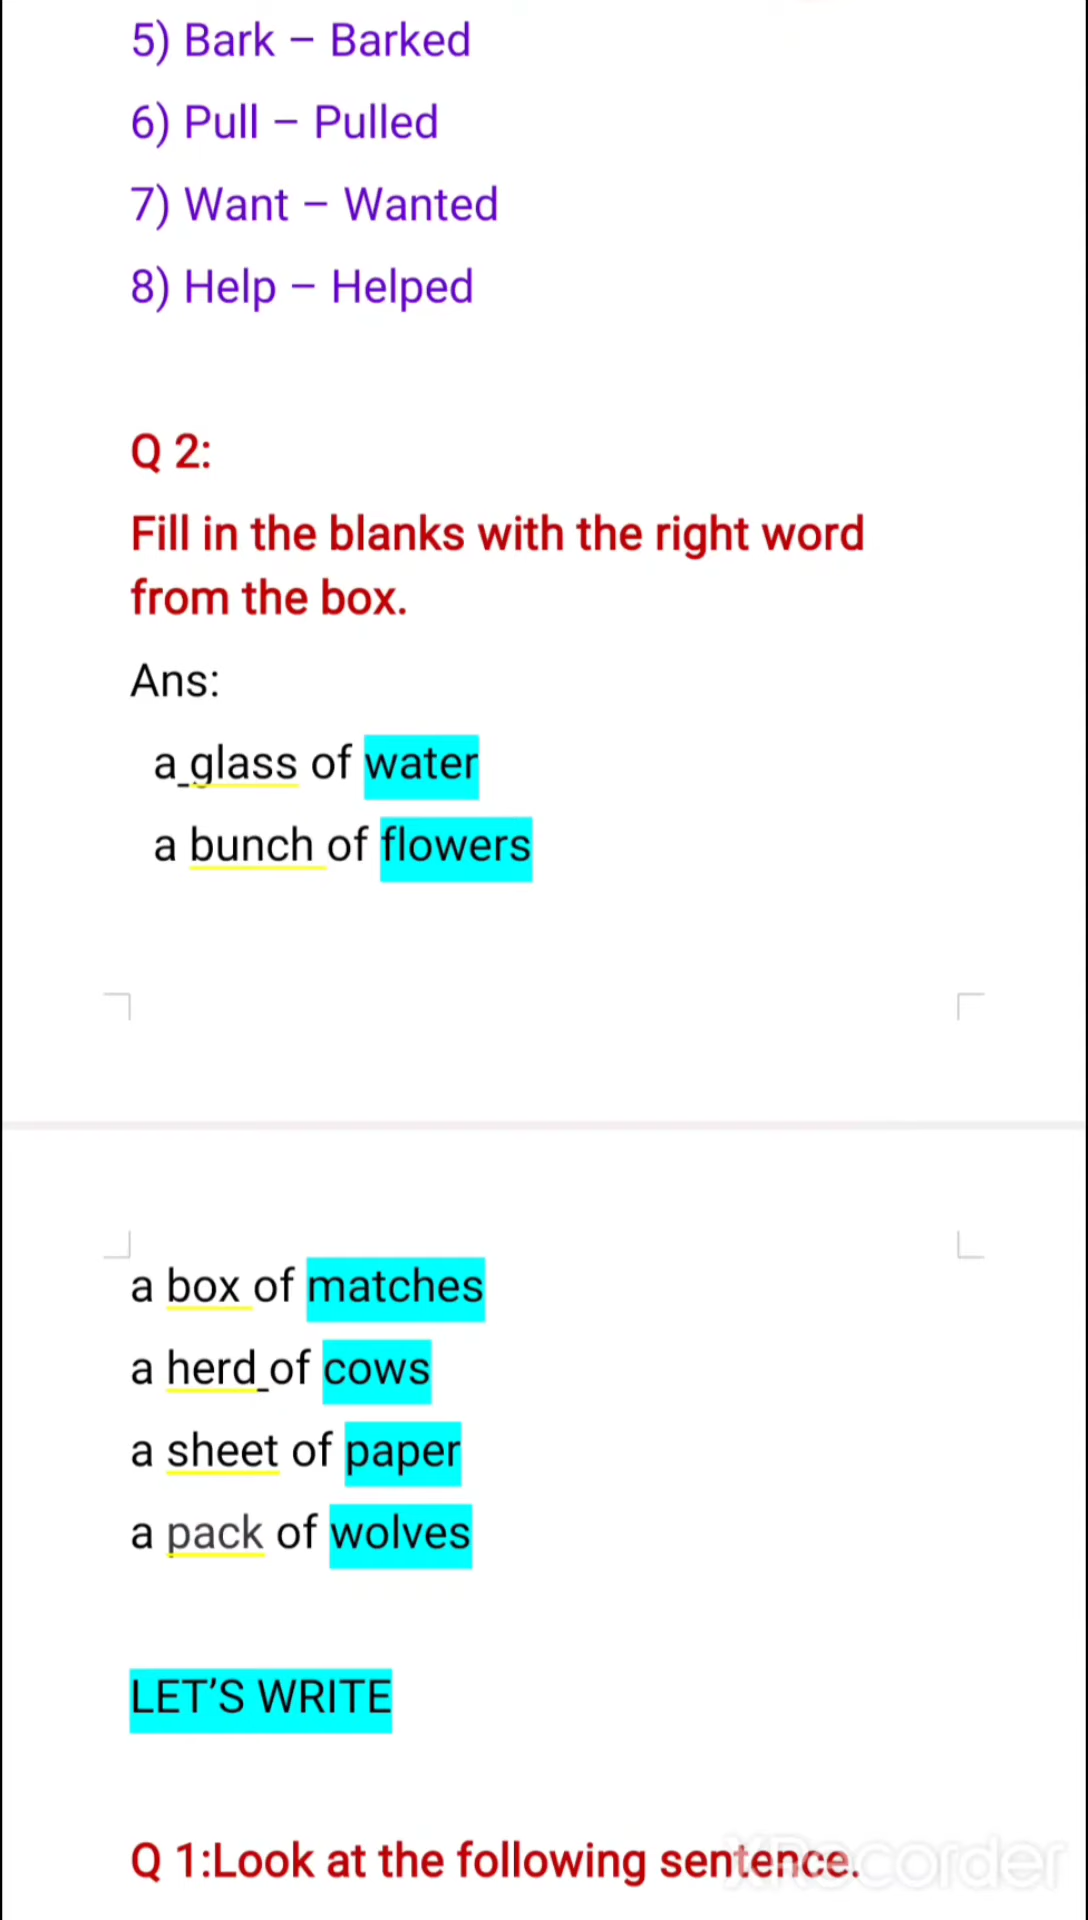 5) Bark – Barked
6) Pull – Pulled
7) Want – Wanted
8) Help – Helped
Q 2:
Fill in the blanks with the right word
from the box.
Ans:
a glass of water
a bunch of flowers
a box of matches
a herd of cows
a sheet of paper
a pack of wolves
LET'S WRITE
Q 1:Look at the following sentence.
XRecorder